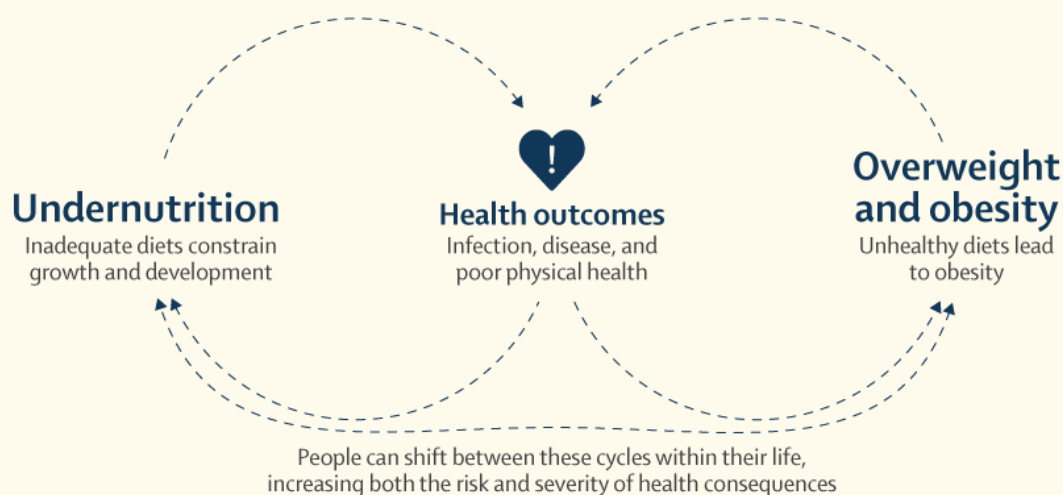 !
Undernutrition
Inadequate diets constrain
growth and development
Health outcomes
Infection, disease, and
poor physical health
Overweight
and obesity
Unhealthy diets lead
to obesity
People can shift between these cycles within their life,
increasing both the risk and severity of health consequences